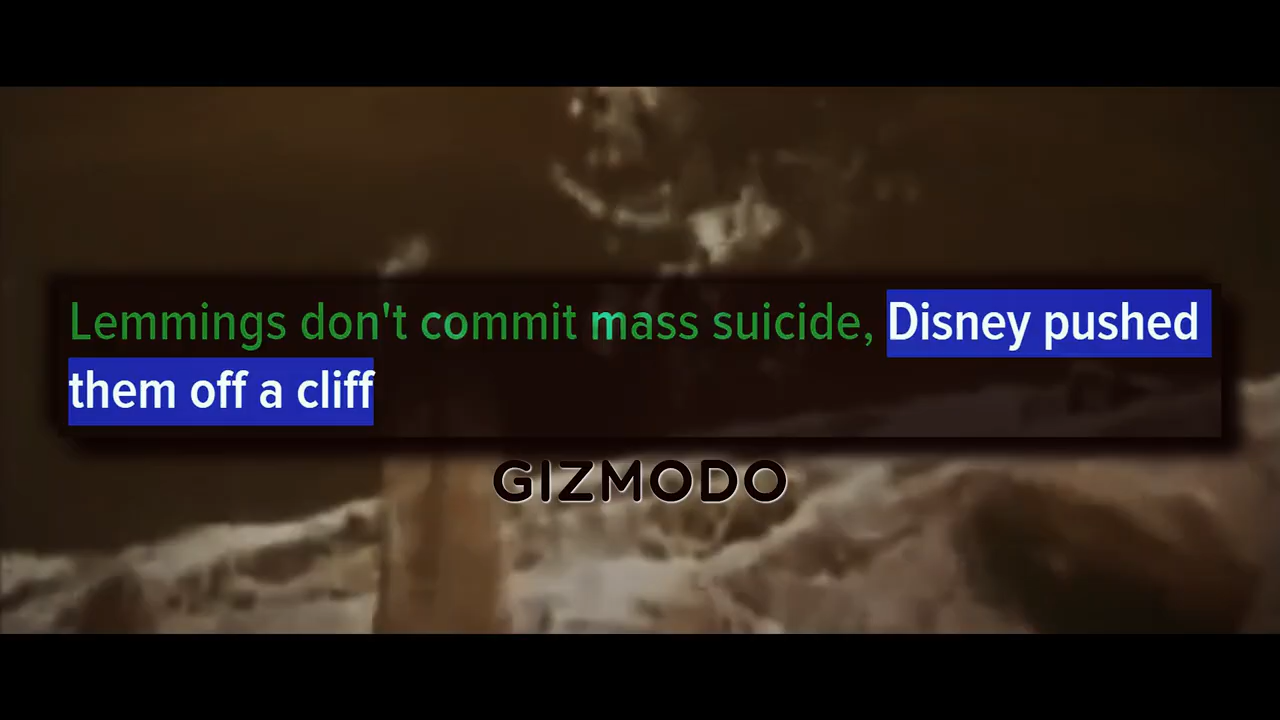 Lemmings don't commit mass suicide, Disney pushed
them off a cliff
GIZMODO